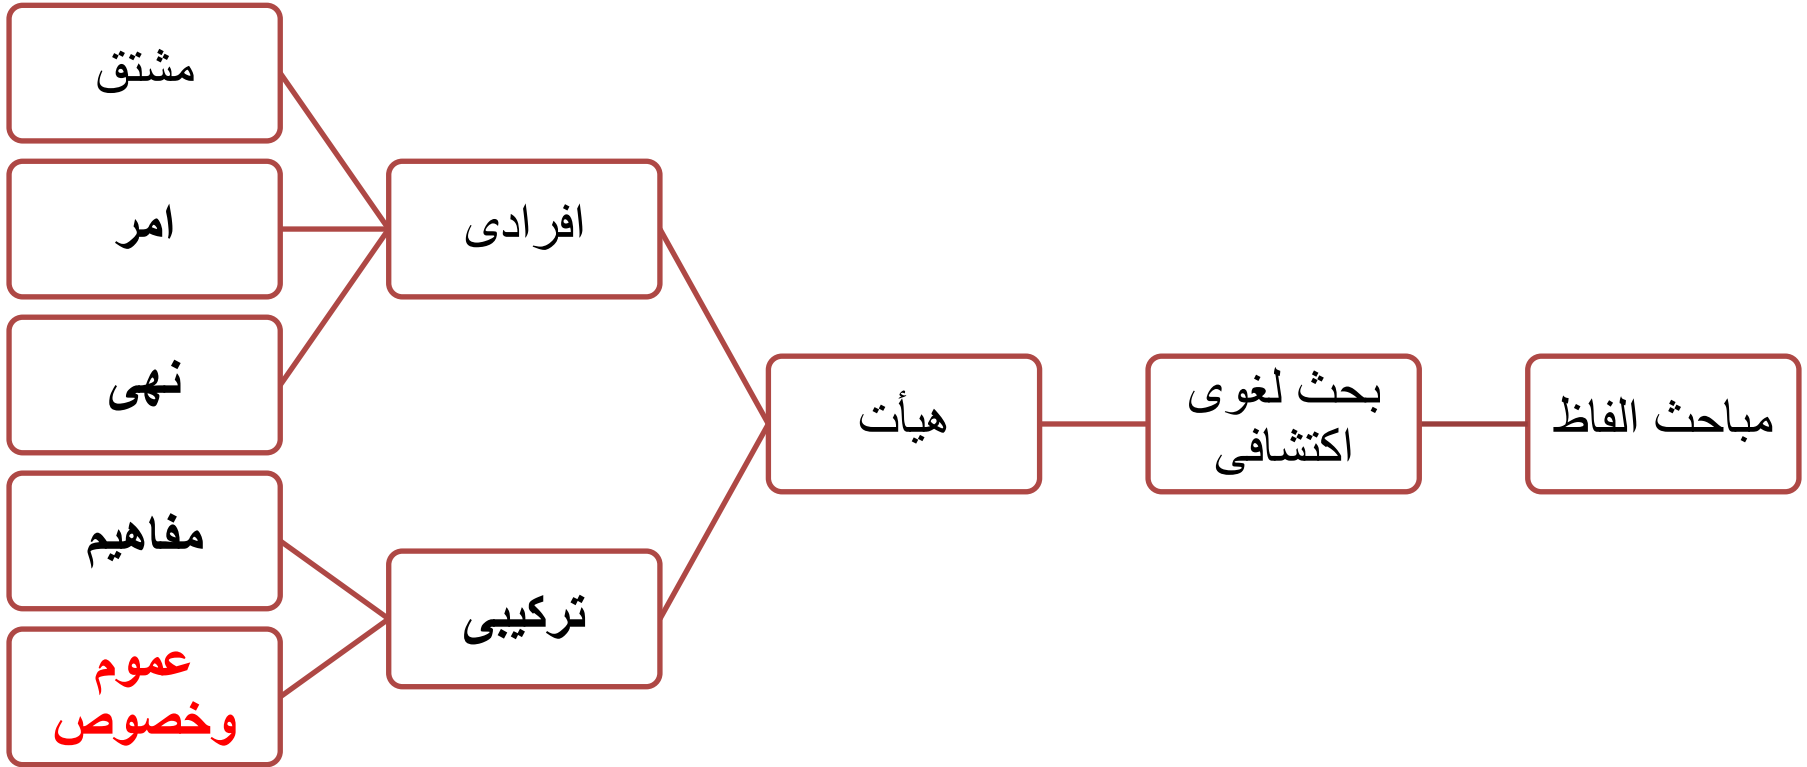 مباحث الفاظ
بحث لغوی
اکتشافی
هیأت
افرادی
مشتق
امر
نهی
ترکیبی
مفاهیم
عموم
وخصوص